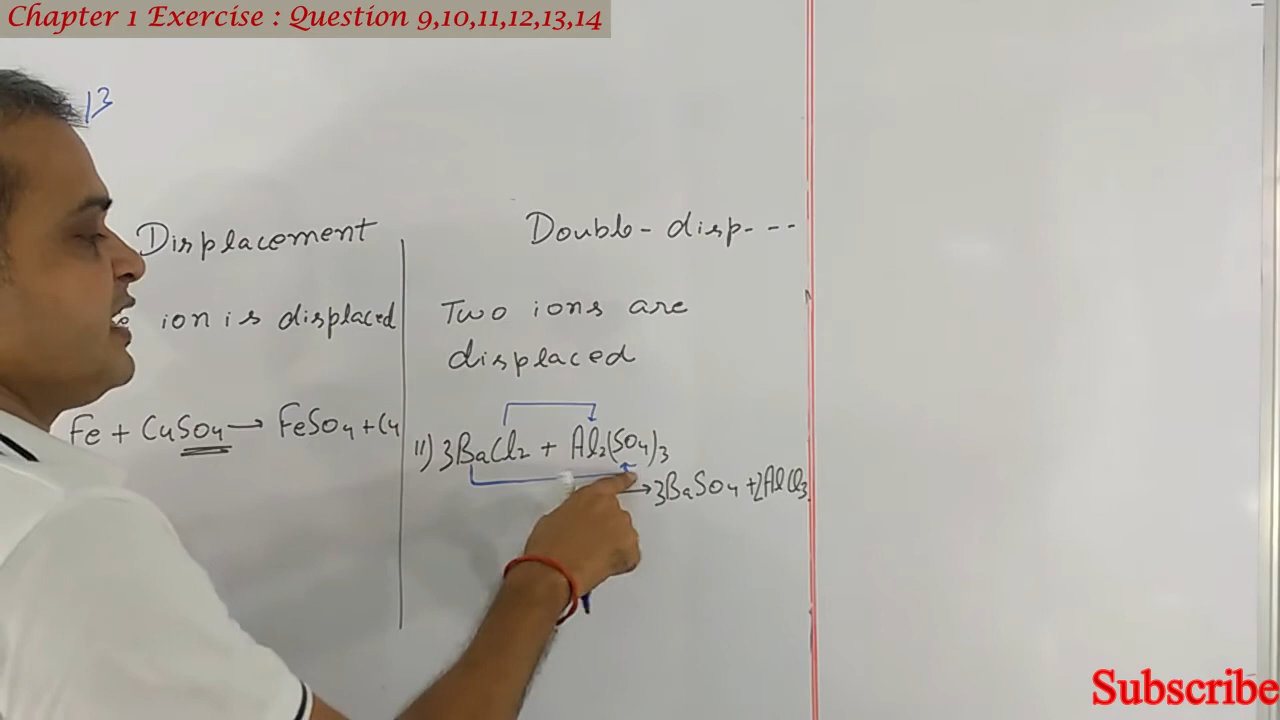 Chapter 1 Exercise : Question 9,10,11,12,13,14
13
Displacement
ion is displaced
Fe + CuSO4 → FeSO4 + Cu
Double-disp---
Two ions are
displaced
11) 3BaCl2 + Al2(SO4)3
→ 3BaSO4 + 2AlCl3
Subscribe